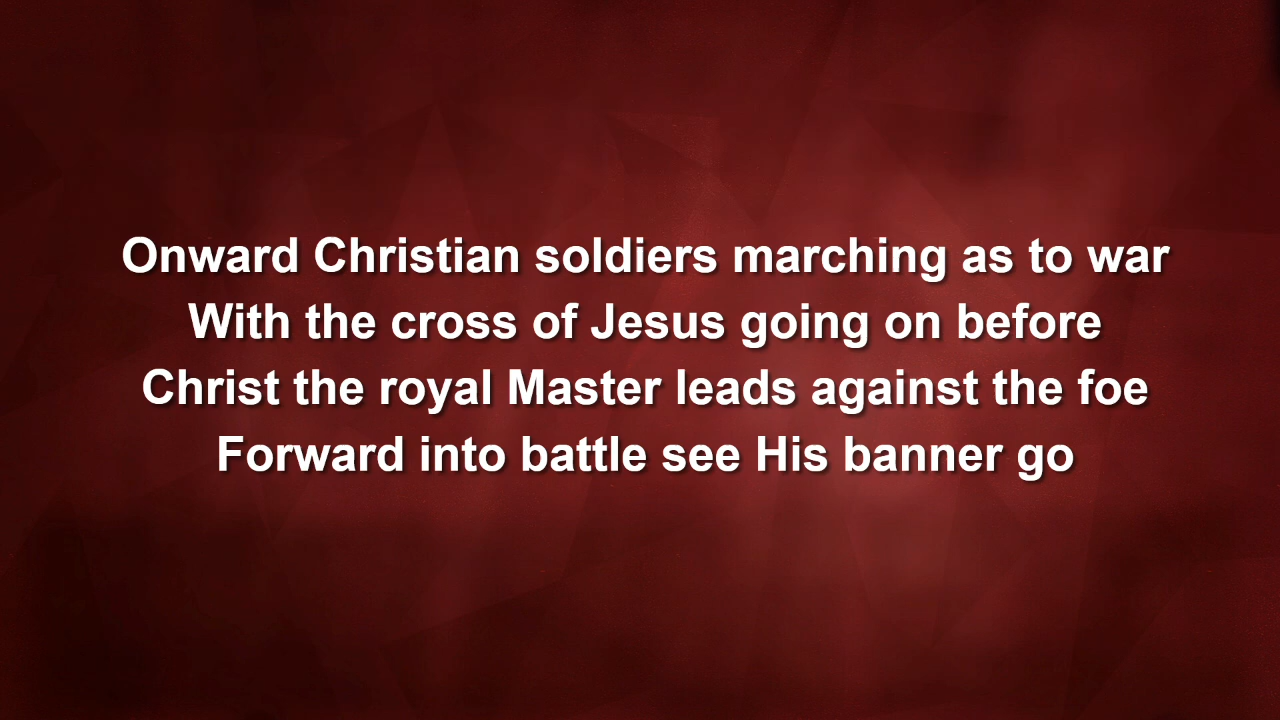 Onward Christian soldiers marching as to war
With the cross of Jesus going on before
Christ the royal Master leads against the foe
Forward into battle see His banner go